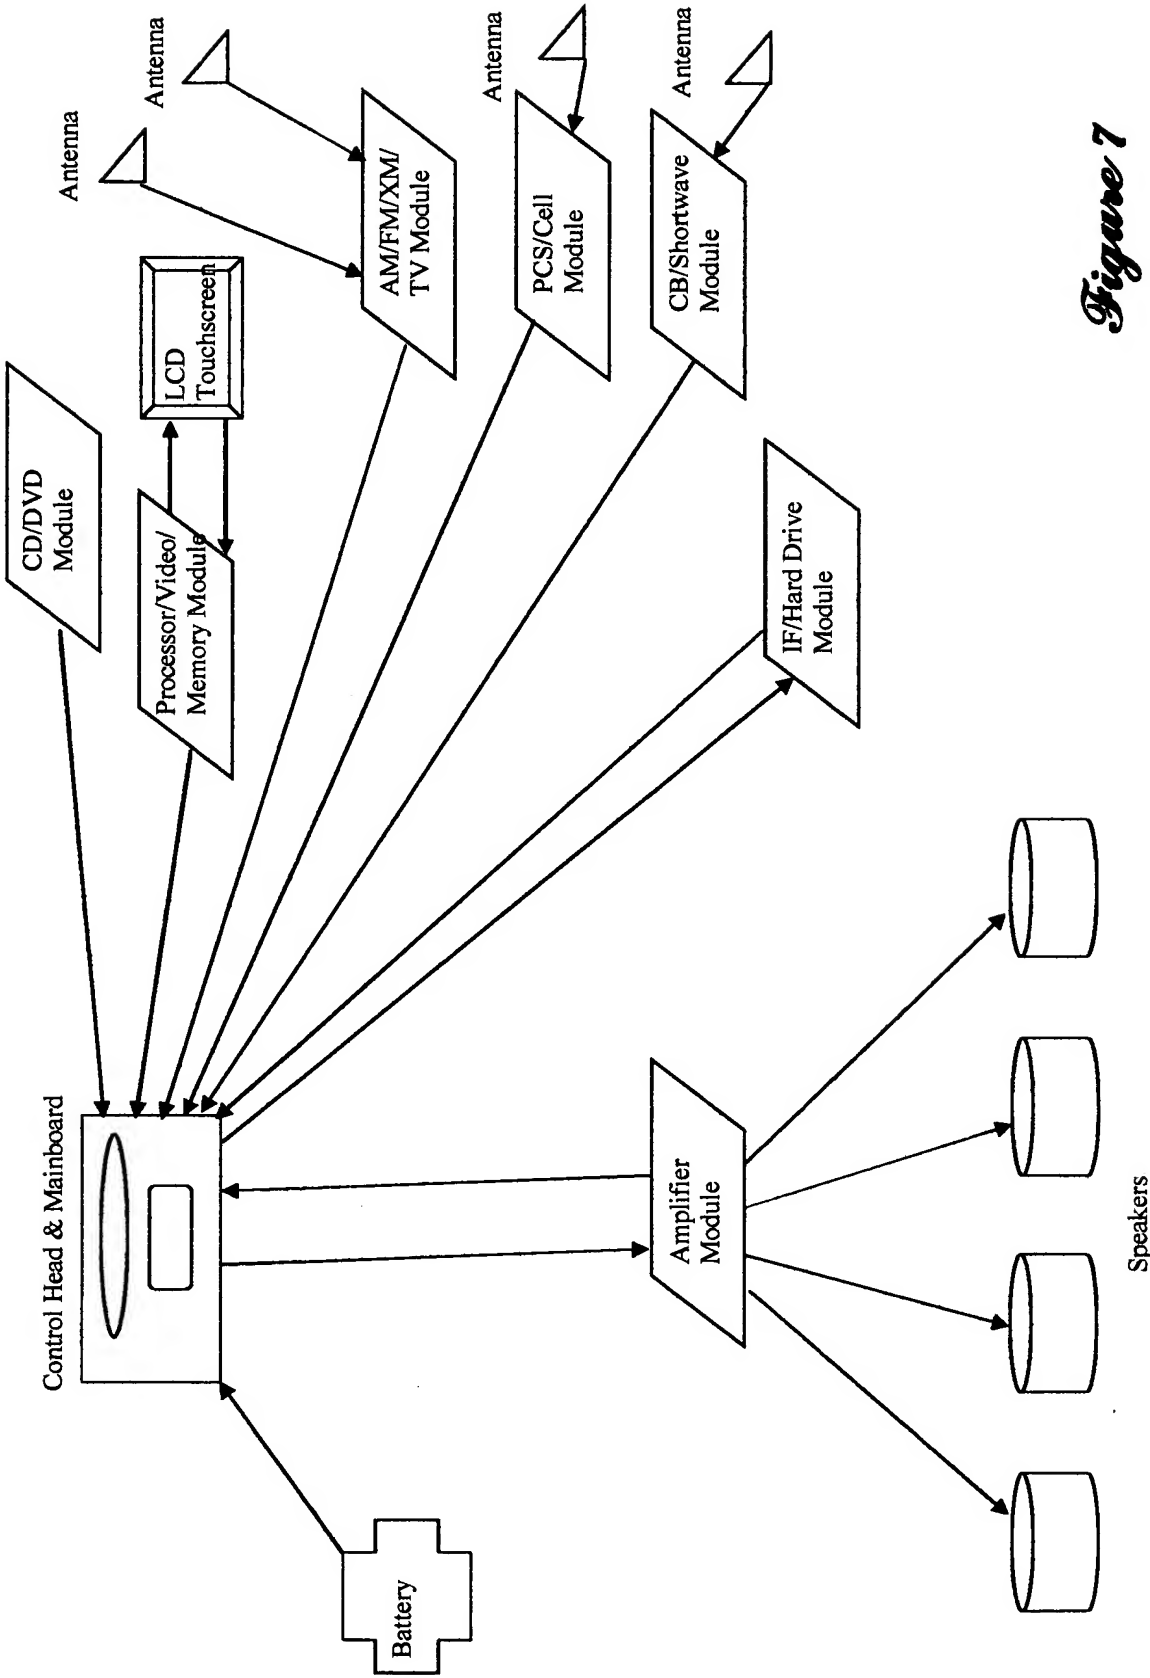 Control Head & Mainboard
CD/DVD
Module
Processor/Video/
Memory Module
LCD
Touchscreen
Antenna
Antenna
AM/FM/XM/
TV Module
Antenna
PCS/Cell
Module
Antenna
CB/Shortwave
Module
IF/Hard Drive
Module
Battery
Amplifier
Module
Speakers
Figure 7